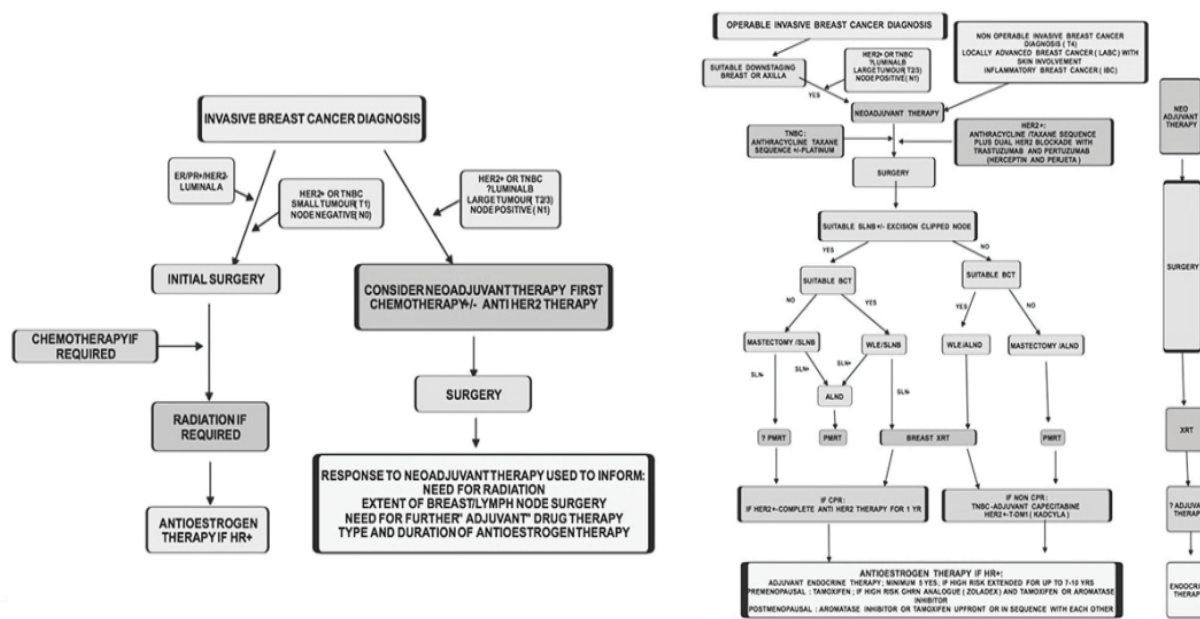 INVASIVE BREAST CANCER DIAGNOSIS
ER/PR+/HER2-
LUMINALA
HER2+ OR TNBC
SMALL TUMOUR( T1)
NODE NEGATIVE( N0)
HER2+ OR TNBC
?LUMINALB
LARGE TUMOUR( T2/3)
NODE POSITIVE ( N1)
INITIAL SURGERY
CONSIDER NEOADJUVANT THERAPY FIRST
CHEMOTHERAPY+/- ANTI HER2 THERAPY
CHEMOTHERAPY IF
REQUIRED
SURGERY
RADIATION IF
REQUIRED
RESPONSE TO NEOADJUVANT THERAPY USED TO INFORM:
NEED FOR RADIATION
EXTENT OF BREAST/LYMPH NODE SURGERY
NEED FOR FURTHER" ADJUVANT" DRUG THERAPY
TYPE AND DURATION OF ANTIOESTROGEN THERAPY
ANTIOESTROGEN
THERAPY IF HR+
OPERABLE INVASIVE BREAST CANCER DIAGNOSIS
NON OPERABLE INVASIVE BREAST CANCER
DIAGNOSIS ( T4)
LOCALLY ADVANCED BREAST CANCER ( LABC) WITH
SKIN INVOLVEMENT
INFLAMMATORY BREAST CANCER ( IBC)
SUITABLE DOWNSTAGING
BREAST OR AXILLA
HER2+ OR TNBC
?LUMINALB
LARGE TUMOUR( T2/3)
NODE POSITIVE( N1)
YES
NEOADJUVANT THERAPY
TNBC:
ANTHRACYCLINE TAXANE
SEQUENCE +/-PLATINUM
HER2+:
ANTHRACYCLINE /TAXANE SEQUENCE
PLUS DUAL HER2 BLOCKADE WITH
TRASTUZUMAB AND PERTUZUMAB
(HERCEPTIN AND PERJETA)
SURGERY
SUITABLE SLNB +/- EXCISION CLIPPED NODE
YES
NO
SUITABLE BCT
SUITABLE BCT
NO
YES
YES
NO
MASTECTOMY /SLNB
WLE/SLNB
WLE/ALND
MASTECTOMY /ALND
SLN-
SLN+
SLN+
SLN-
ALND
? PMRT
PMRT
BREAST XRT
PMRT
IF CPR:
IF HER2+-COMPLETE ANTI HER2 THERAPY FOR 1 YR
IF NON CPR:
TNBC-ADJUVANT CAPECITABINE
HER2+-T-DM1 ( KADCYLA)
ANTIOESTROGEN THERAPY IF HR+:
ADJUVANT ENDOCRINE THERAPY; MINIMUM 5 YES; IF HIGH RISK EXTENDED FOR UP TO 7-10 YRS
PREMENOPAUSAL : TAMOXIFEN ; IF HIGH RISK GHRN ANALOGUE ( ZOLADEX) AND TAMOXIFEN OR AROMATASE
INHIBITOR
POSTMENOPAUSAL : AROMATASE INHIBITOR OR TAMOXIFEN UPFRONT OR IN SEQUENCE WITH EACH OTHER
NEO
ADJUVANT
THERAPY
SURGERY
XRT
? ADJUVA
THERAP
ENDOCRI
THERAP